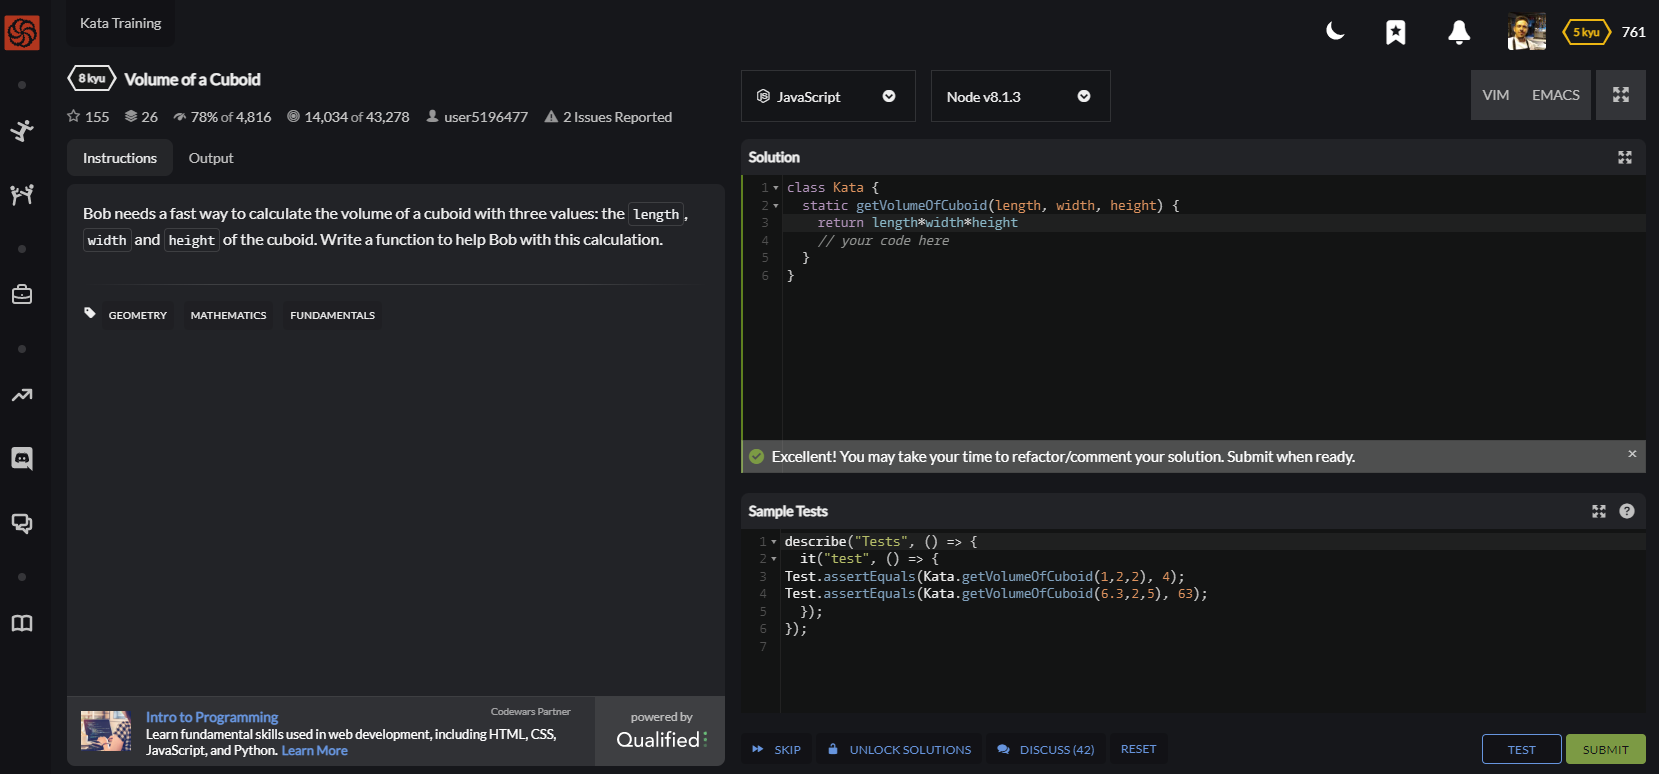 Kata Training
5 kyu 761
8 kyu Volume of a Cuboid
155 26 78% of 4,816 14,034 of 43,278 user5196477 2 Issues Reported
Instructions Output
Bob needs a fast way to calculate the volume of a cuboid with three values: the length,
width and height of the cuboid. Write a function to help Bob with this calculation.
GEOMETRY MATHEMATICS FUNDAMENTALS
Codewars Partner
Intro to Programming
Learn fundamental skills used in web development, including HTML, CSS,
JavaScript, and Python. Learn More
powered by
Qualified
JavaScript Node v8.1.3 VIM EMACS
Solution
1 class Kata {
2 static getVolumeOfCuboid(length, width, height) {
3 return length*width*height
4 // your code here
5 }
6 }
Excellent! You may take your time to refactor/comment your solution. Submit when ready. ×
Sample Tests ?
1 describe("Tests", () => {
2 it("test", () => {
3 Test.assertEquals(Kata.getVolumeOfCuboid(1,2,2), 4);
4 Test.assertEquals(Kata.getVolumeOfCuboid(6.3,2,5), 63);
5 });
6 });
7
SKIP UNLOCK SOLUTIONS DISCUSS (42) RESET TEST SUBMIT